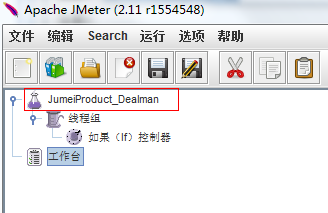 Apache JMeter (2.11 r1554548)
文件 编辑 Search 运行 选项 帮助
JumeiProduct_Dealman
线程组
如果（If）控制器
工作台